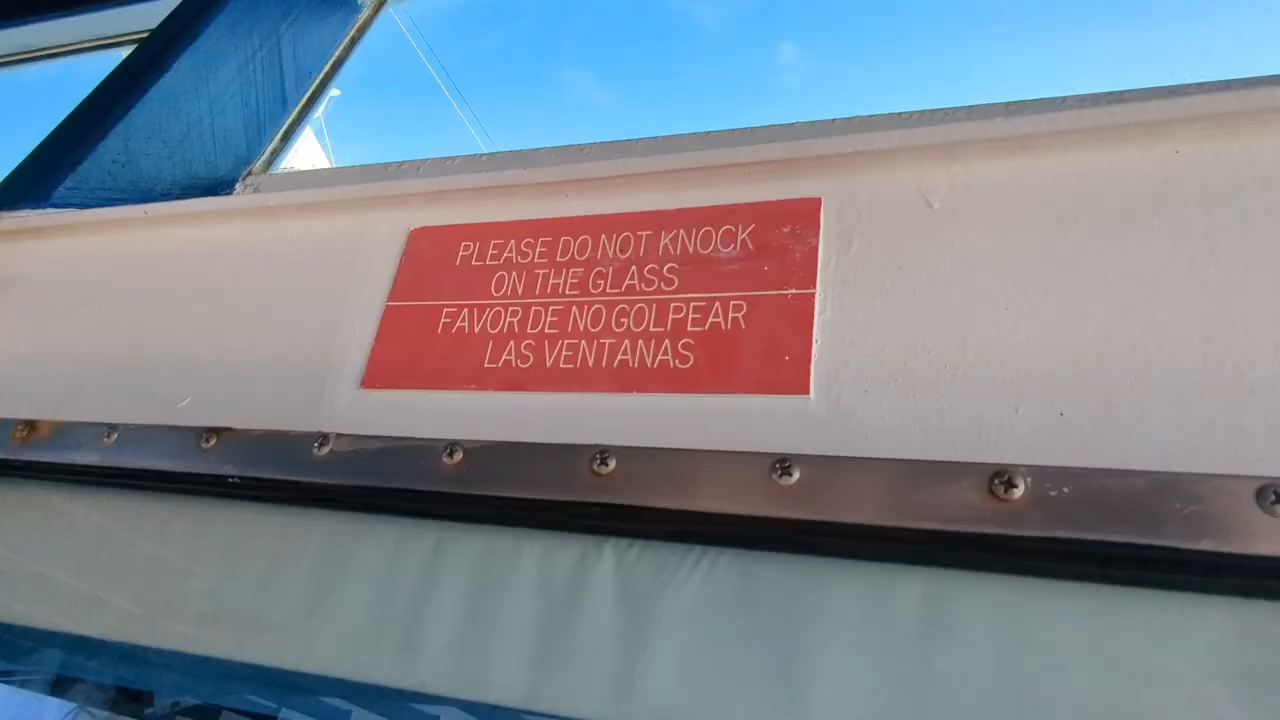 PLEASE DO NOT KNOCK
ON THE GLASS
FAVOR DE NO GOLPEAR
LAS VENTANAS